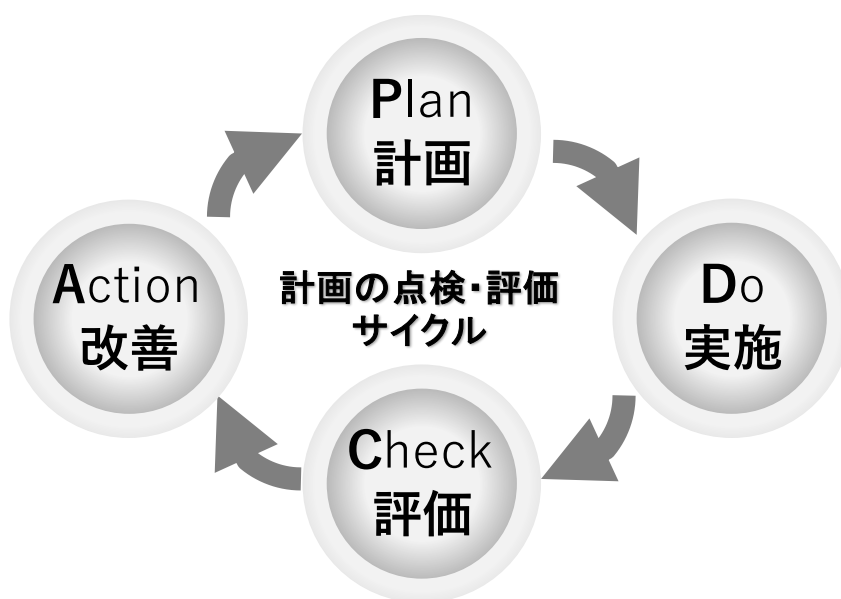 Plan
計画
Action
改善
計画の点検・評価
サイクル
Do
実施
Check
評価